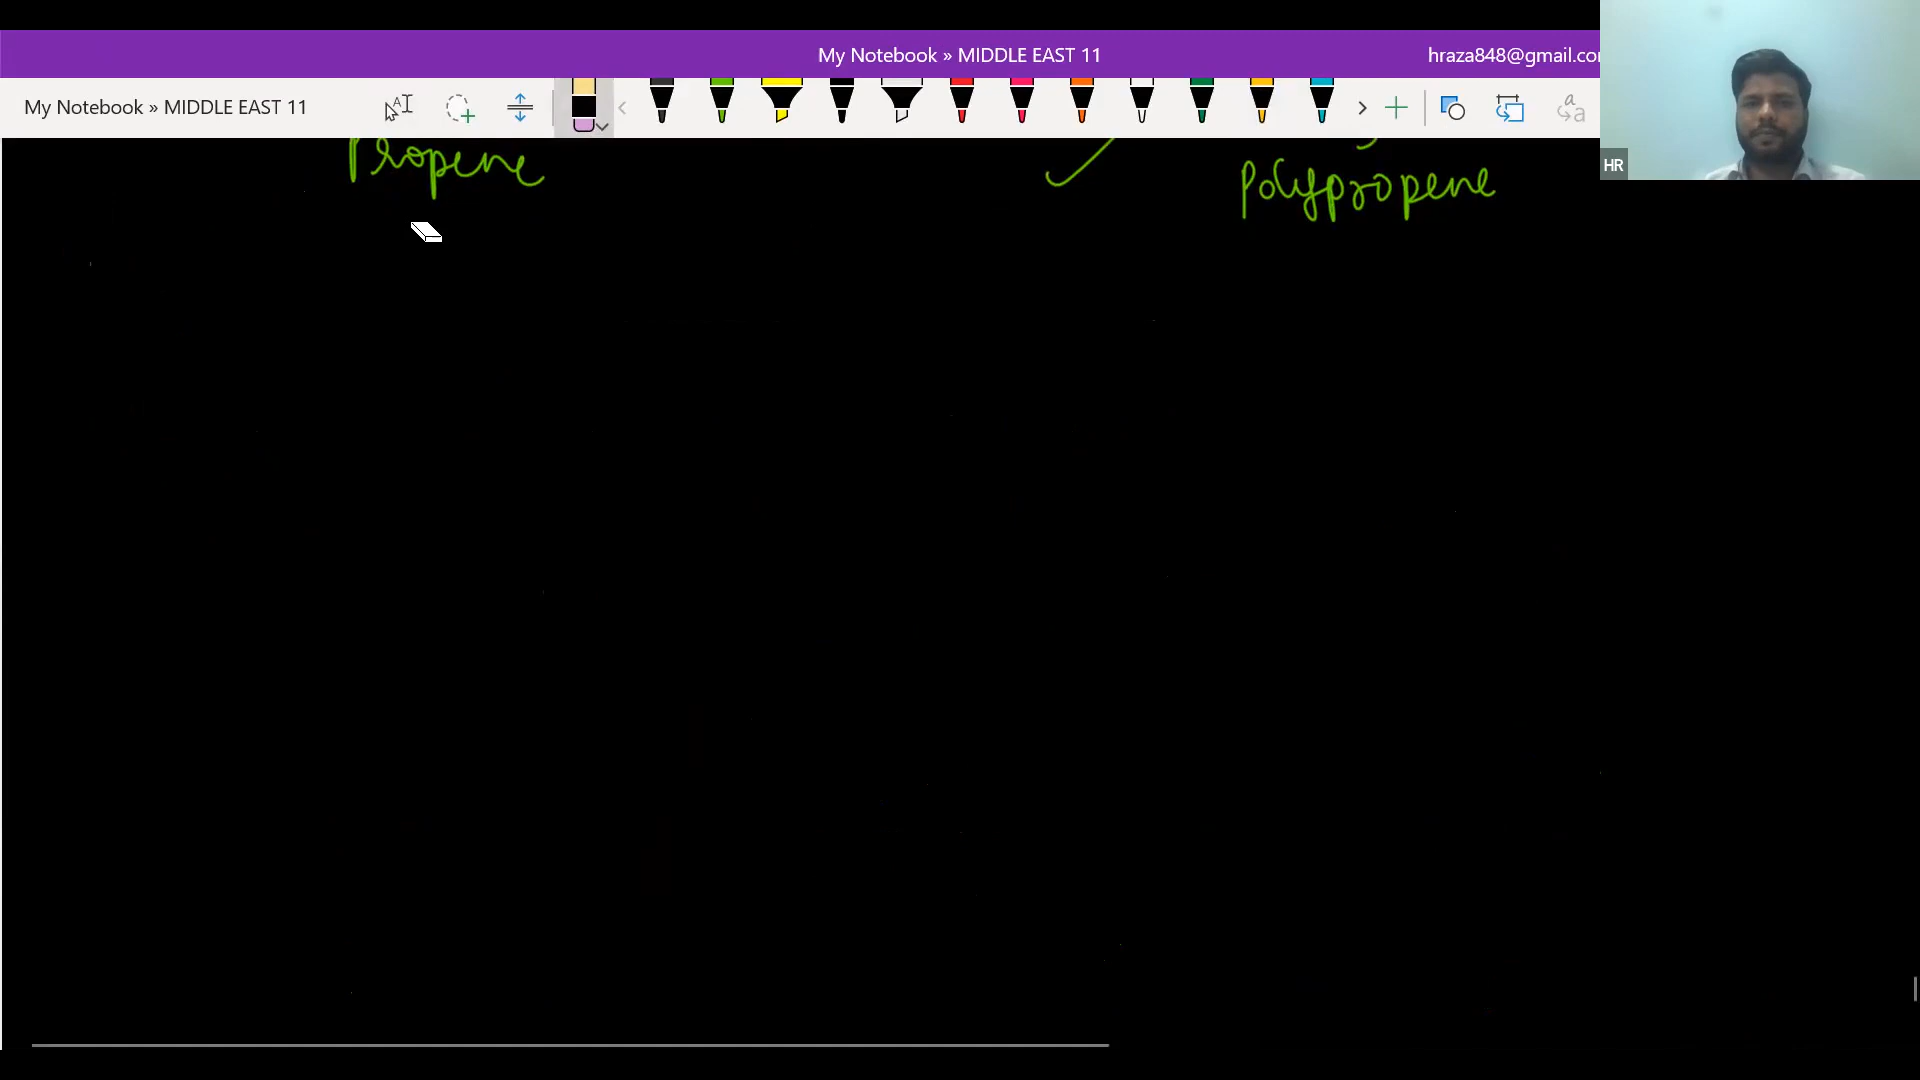 My Notebook » MIDDLE EAST 11
hraza848@gmail.co
My Notebook » MIDDLE EAST 11
HR
Propene
Polypropene